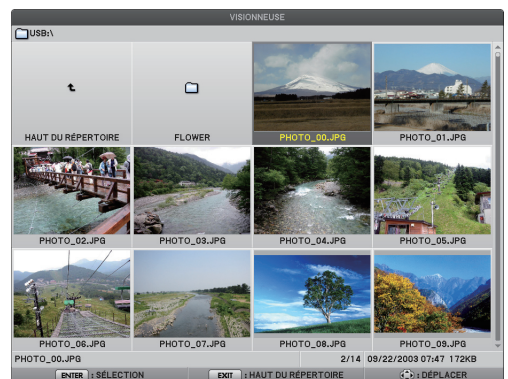 VISIONNEUSE
USB:\
HAUT DU RÉPERTOIRE FLOWER PHOTO_00.JPG PHOTO_01.JPG
PHOTO_02.JPG PHOTO_03.JPG PHOTO_04.JPG PHOTO_05.JPG
PHOTO_06.JPG PHOTO_07.JPG PHOTO_08.JPG PHOTO_09.JPG
PHOTO_00.JPG 2/14 09/22/2003 07:47 172KB
ENTER : SÉLECTION EXIT : HAUT DU RÉPERTOIRE : DÉPLACER